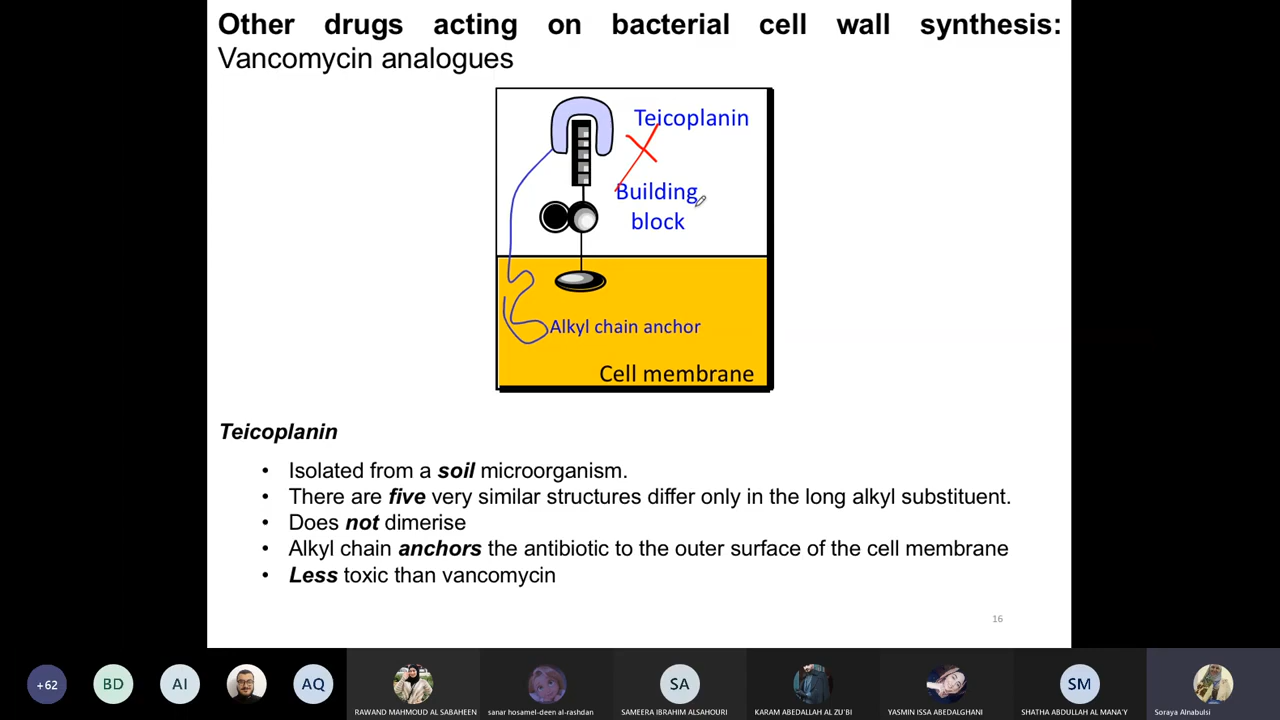 Other drugs acting on bacterial cell wall synthesis:
Vancomycin analogues
Teicoplanin
Building
block
Alkyl chain anchor
Cell membrane
Teicoplanin
• Isolated from a soil microorganism.
• There are five very similar structures differ only in the long alkyl substituent.
• Does not dimerise
• Alkyl chain anchors the antibiotic to the outer surface of the cell membrane
• Less toxic than vancomycin
16
+62
BD
AI
AQ
RAWAND MAHMOUD AL SABAHEEN
sanar hosamel-deen al-rashdan
SA
SAMEERA IBRAHIM ALSAHOURI
KARAM ABEDALLAH AL ZU'BI
YASMIN ISSA ABEDALGHANI
SM
SHATHA ABDULLAH AL MANA'Y
Soraya Alnabulsi